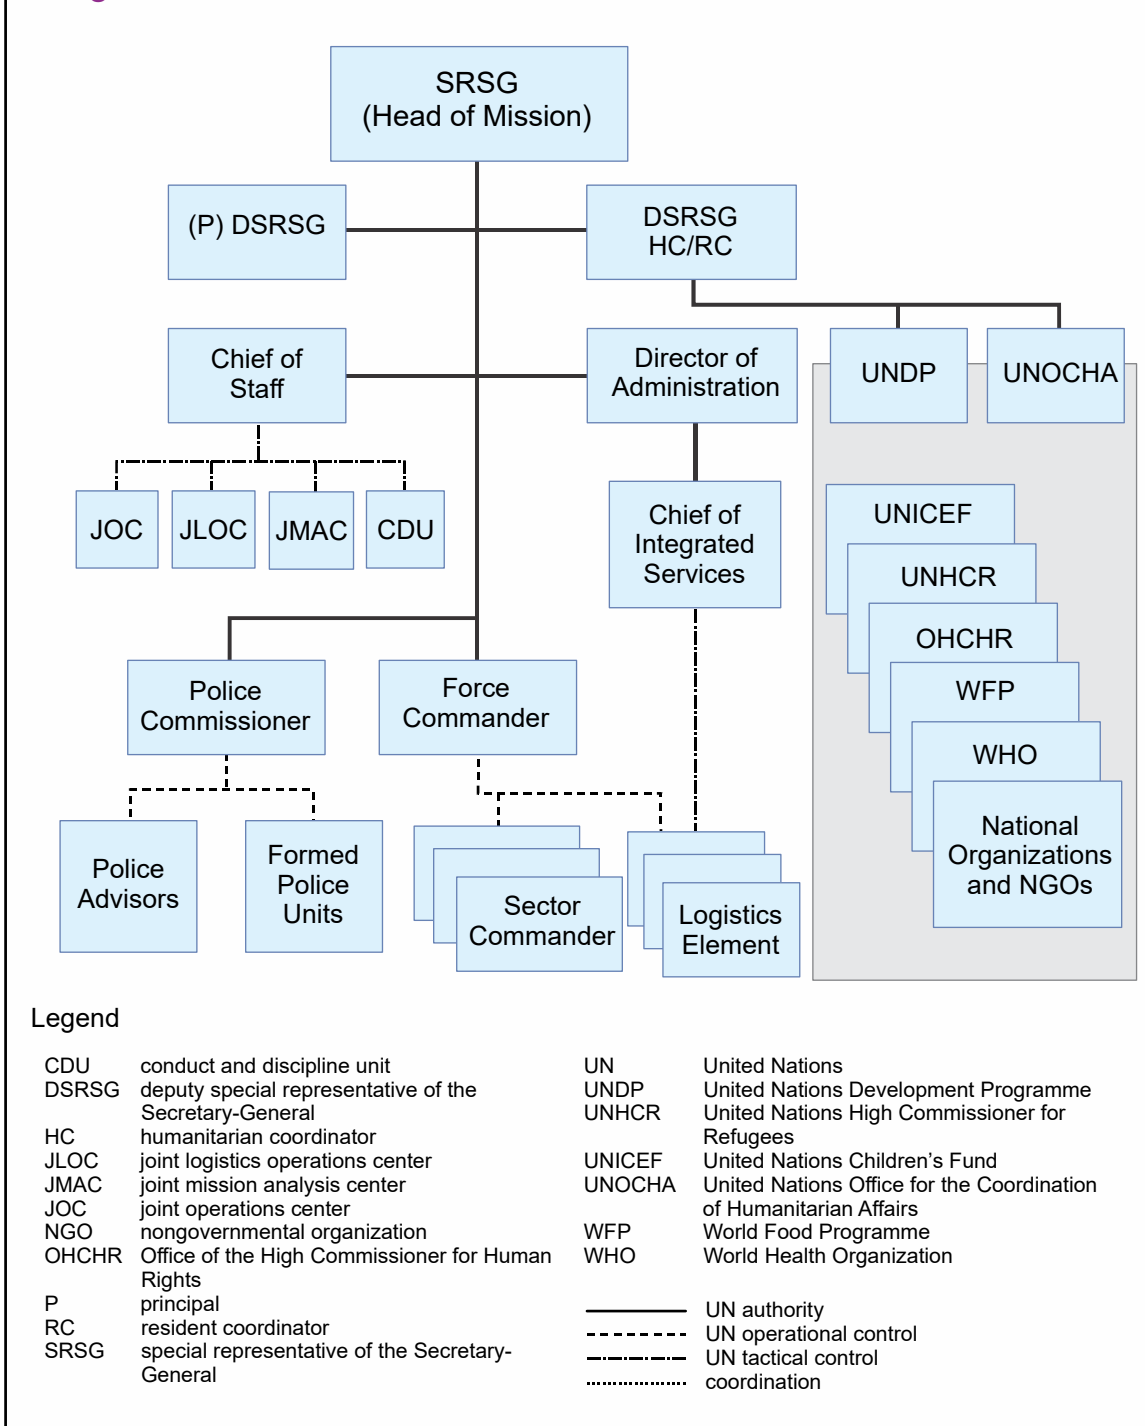 SRSG
(Head of Mission)
(P) DSRSG
DSRSG
HC/RC
Chief of
Staff
Director of
Administration
UNDP
UNOCHA
JOC
JLOC
JMAC
CDU
Chief of
Integrated
Services
UNICEF
UNHCR
OHCHR
WFP
WHO
National
Organizations
and NGOs
Police
Commissioner
Force
Commander
Police
Advisors
Formed
Police
Units
Sector
Commander
Logistics
Element
Legend
CDU conduct and discipline unit
DSRSG deputy special representative of the
Secretary-General
HC humanitarian coordinator
JLOC joint logistics operations center
JMAC joint mission analysis center
JOC joint operations center
NGO nongovernmental organization
OHCHR Office of the High Commissioner for Human
Rights
P principal
RC resident coordinator
SRSG special representative of the Secretary-
General
UN United Nations
UNDP United Nations Development Programme
UNHCR United Nations High Commissioner for
Refugees
UNICEF United Nations Children’s Fund
UNOCHA United Nations Office for the Coordination
of Humanitarian Affairs
WFP World Food Programme
WHO World Health Organization
UN authority
UN operational control
UN tactical control
coordination